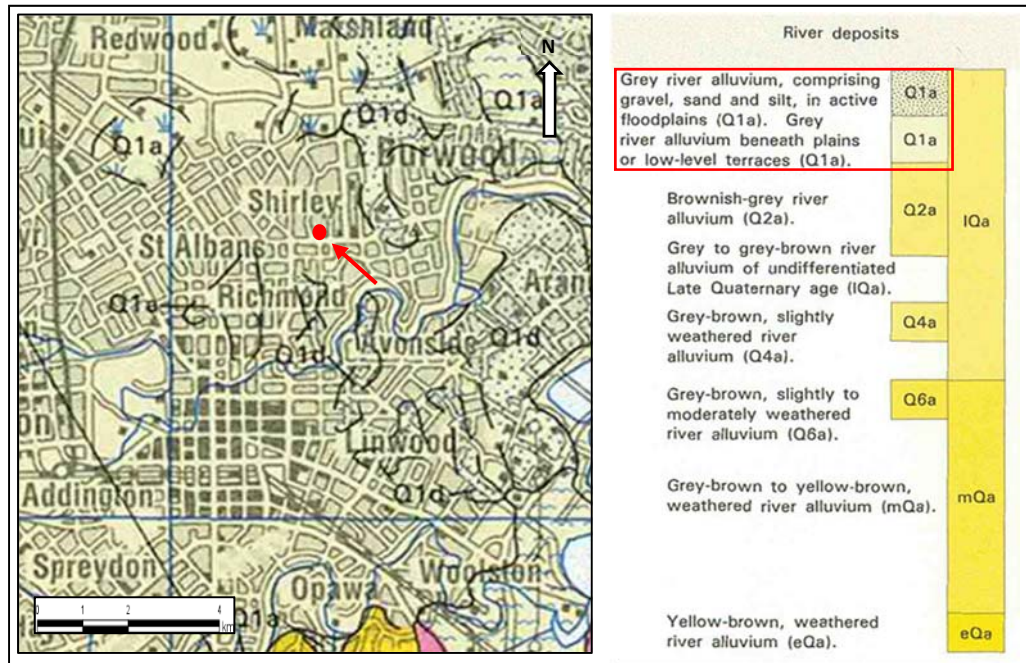 Redwood
Marshland
N
Q1d
Q1a
Q1a
Burwood
Shirley
St Albans
Aran
Richmond
Q1a
Avonside
Q1d
Q1d
Linwood
Addington
Q1d
Spreydon
Woolston
Opawa
0 1 2 4
km
Q1a
River deposits
Grey river alluvium, comprising
gravel, sand and silt, in active
floodplains (Q1a). Grey
river alluvium beneath plains
or low-level terraces (Q1a).
Q1a
Q1a
Brownish-grey river
alluvium (Q2a).
Q2a
lQa
Grey to grey-brown river
alluvium of undifferentiated
Late Quaternary age (lQa).
Grey-brown, slightly
weathered river
alluvium (Q4a).
Q4a
Grey-brown, slightly to
moderately weathered
river alluvium (Q6a).
Q6a
Grey-brown to yellow-brown,
weathered river alluvium (mQa).
mQa
Yellow-brown, weathered
river alluvium (eQa).
eQa